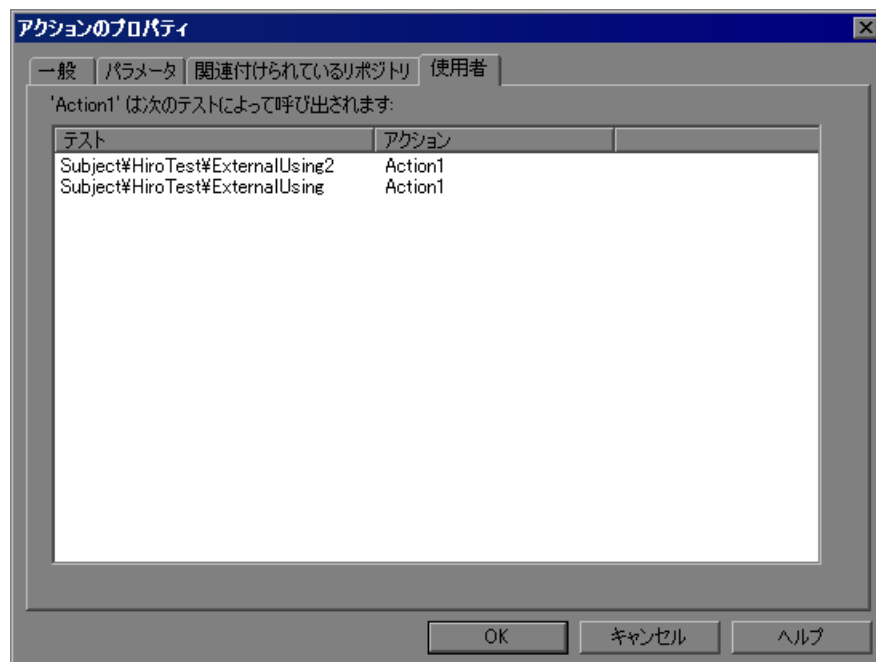 アクションのプロパティ
一般 パラメータ 関連付けられているリポジトリ 使用者
'Action1' は次のテストによって呼び出されます:
テスト アクション
Subject¥HiroTest¥ExternalUsing2 Action1
Subject¥HiroTest¥ExternalUsing Action1
OK キャンセル ヘルプ